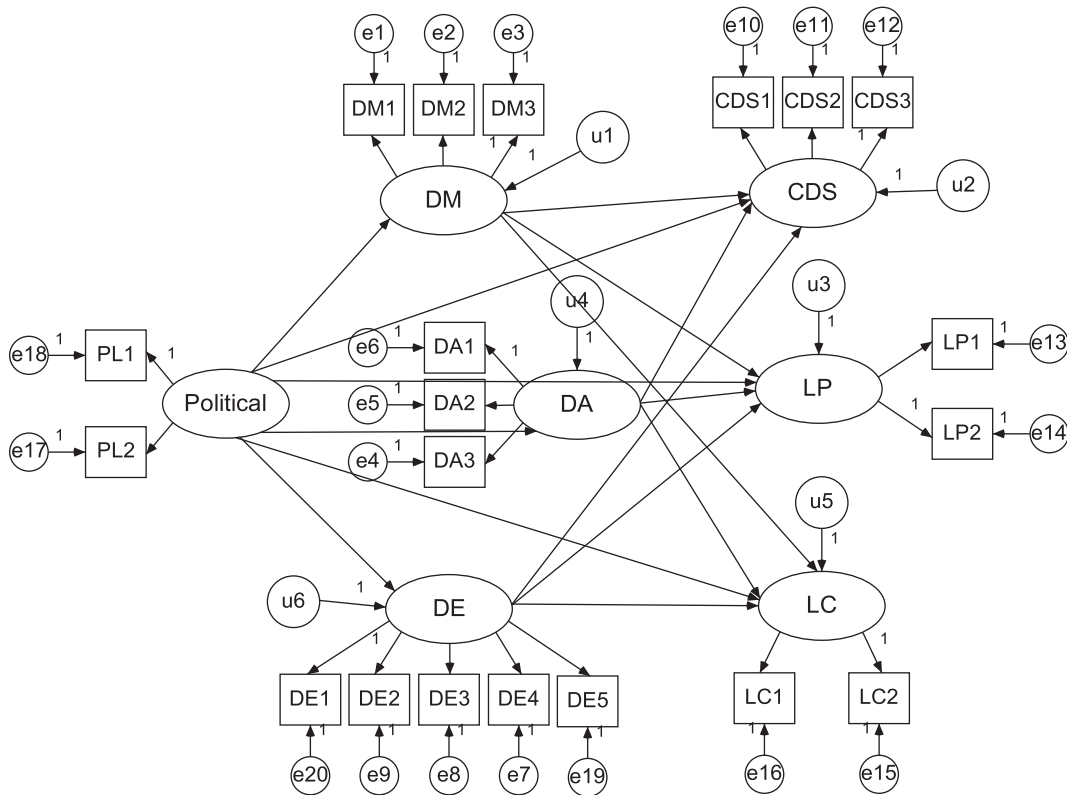 e1 e2 e3 e10 e11 e12
1 1 1 1 1 1
DM1 DM2 DM3 CDS1 CDS2 CDS3
1 1 u1 1
DM CDS 1 u2
u4 u3
1 1
e18 1 PL1 1 e6 1 DA1 1 LP1 1 e13
Political e5 1 DA2 DA LP
e17 1 PL2 e4 1 DA3 1 LP2 1 e14
u5
1
u6 1 DE LC
1 1
DE1 DE2 DE3 DE4 DE5 LC1 LC2
1 1 1 1 1 1 1
e20 e9 e8 e7 e19 e16 e15